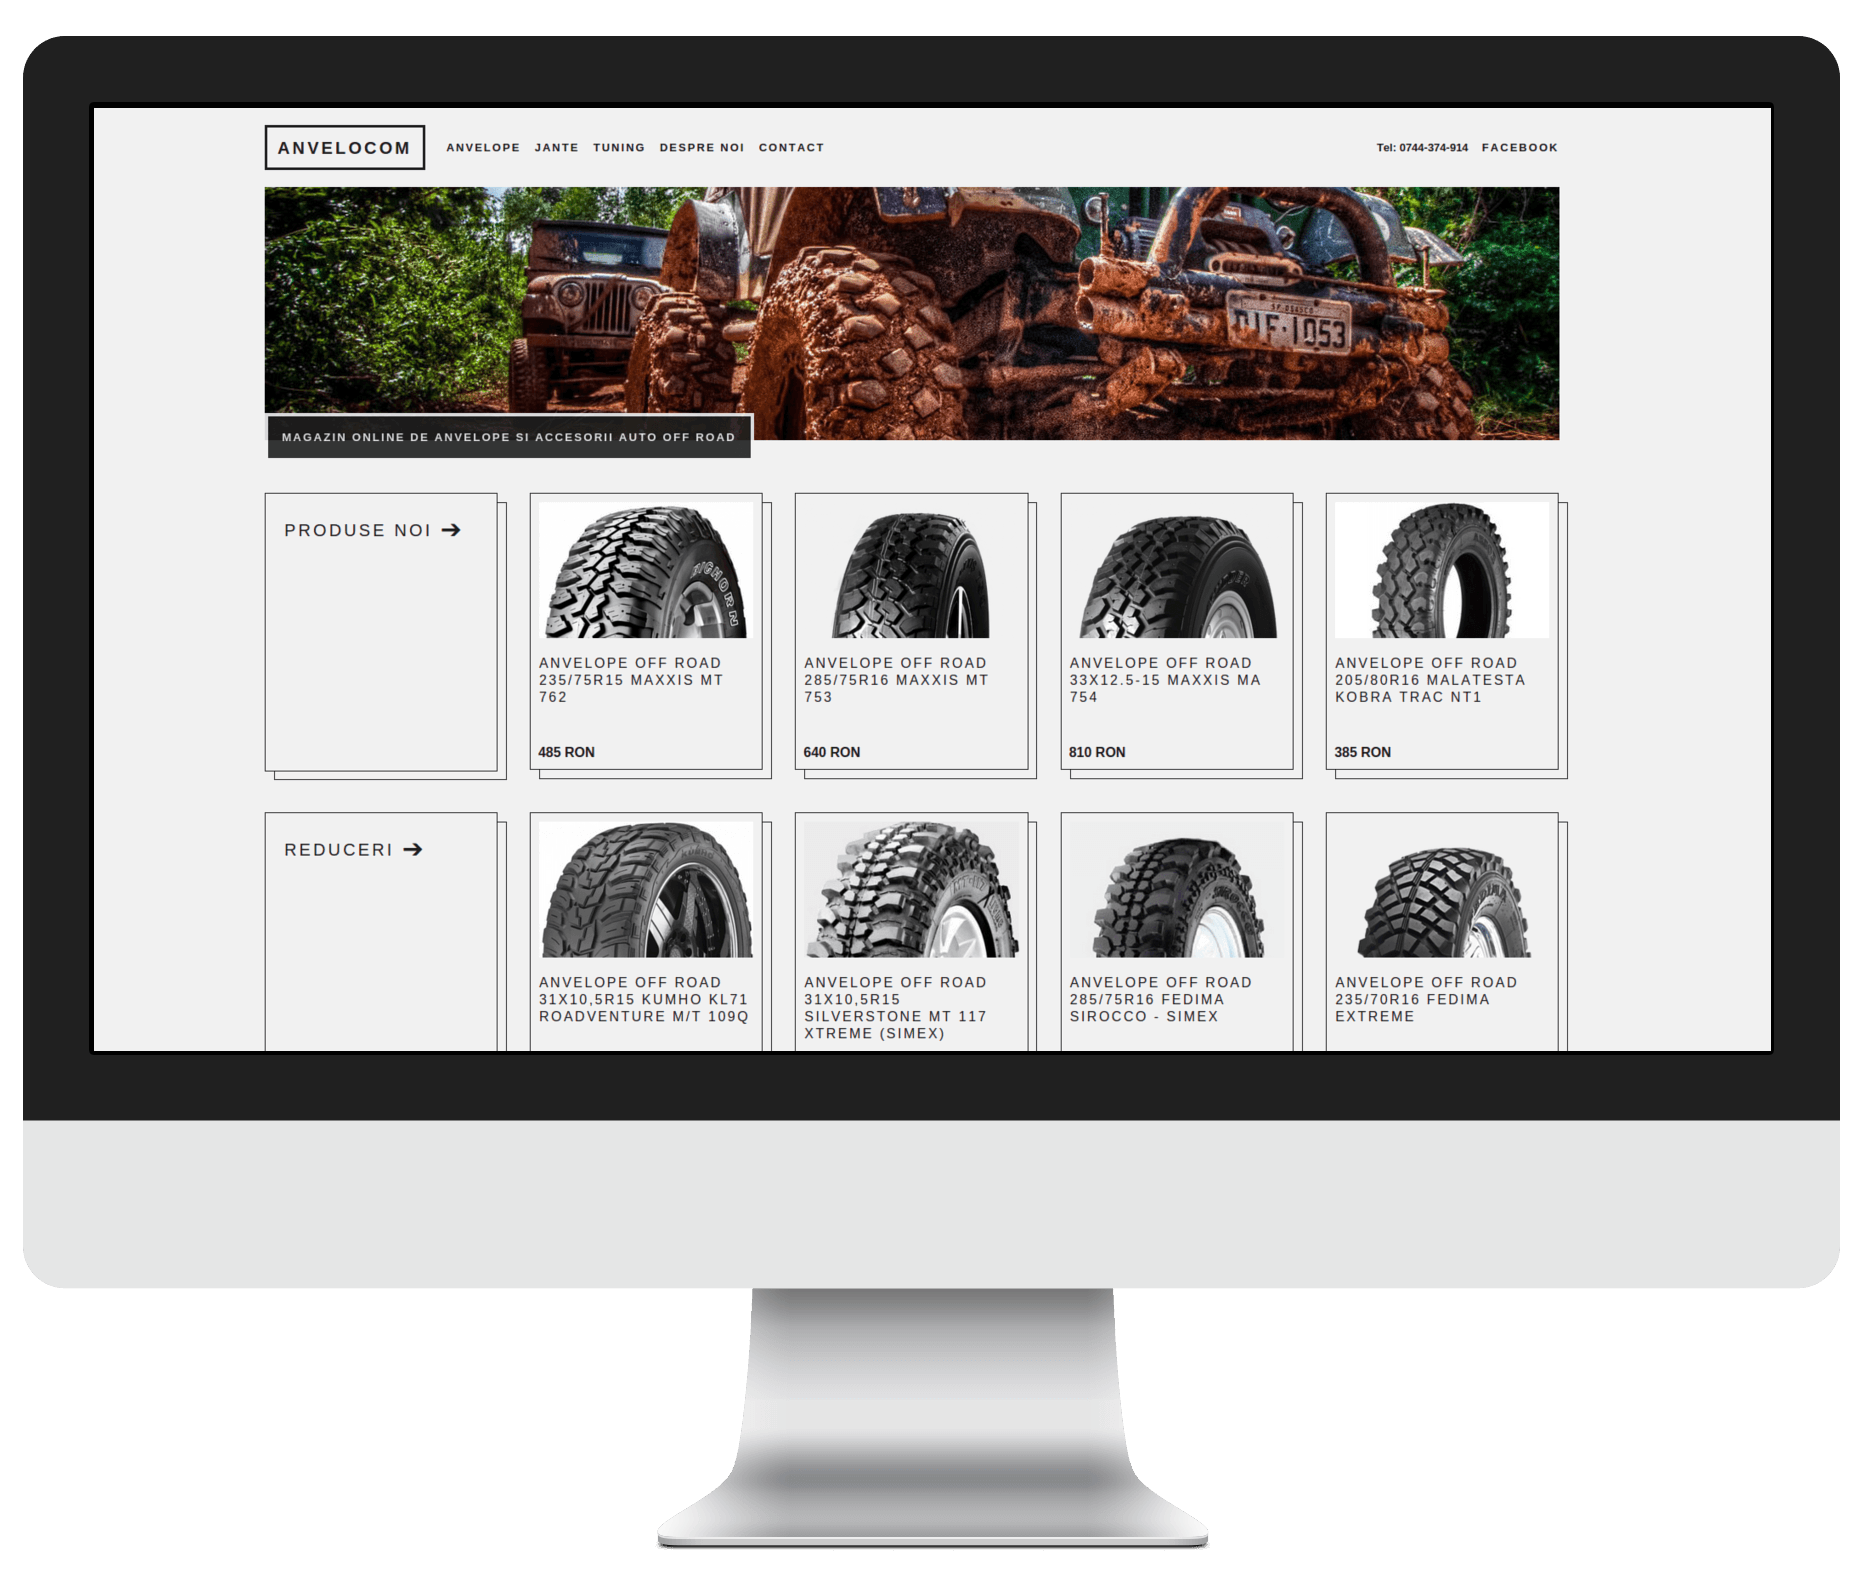 ANVELOCOM
ANVELOPE JANTE TUNING DESPRE NOI CONTACT
Tel: 0744-374-914 FACEBOOK
MAGAZIN ONLINE DE ANVELOPE SI ACCESORII AUTO OFF ROAD
PRODUSE NOI ➔
BIGHORN
ANVELOPE OFF ROAD
235/75R15 MAXXIS MT
762
485 RON
ANVELOPE OFF ROAD
285/75R16 MAXXIS MT
753
640 RON
ANVELOPE OFF ROAD
33X12.5-15 MAXXIS MA
754
810 RON
ANVELOPE OFF ROAD
205/80R16 MALATESTA
KOBRA TRAC NT1
385 RON
REDUCERI ➔
ANVELOPE OFF ROAD
31X10,5R15 KUMHO KL71
ROADVENTURE M/T 109Q
ANVELOPE OFF ROAD
31X10,5R15
SILVERSTONE MT 117
XTREME (SIMEX)
ANVELOPE OFF ROAD
285/75R16 FEDIMA
SIROCCO - SIMEX
ANVELOPE OFF ROAD
235/70R16 FEDIMA
EXTREME